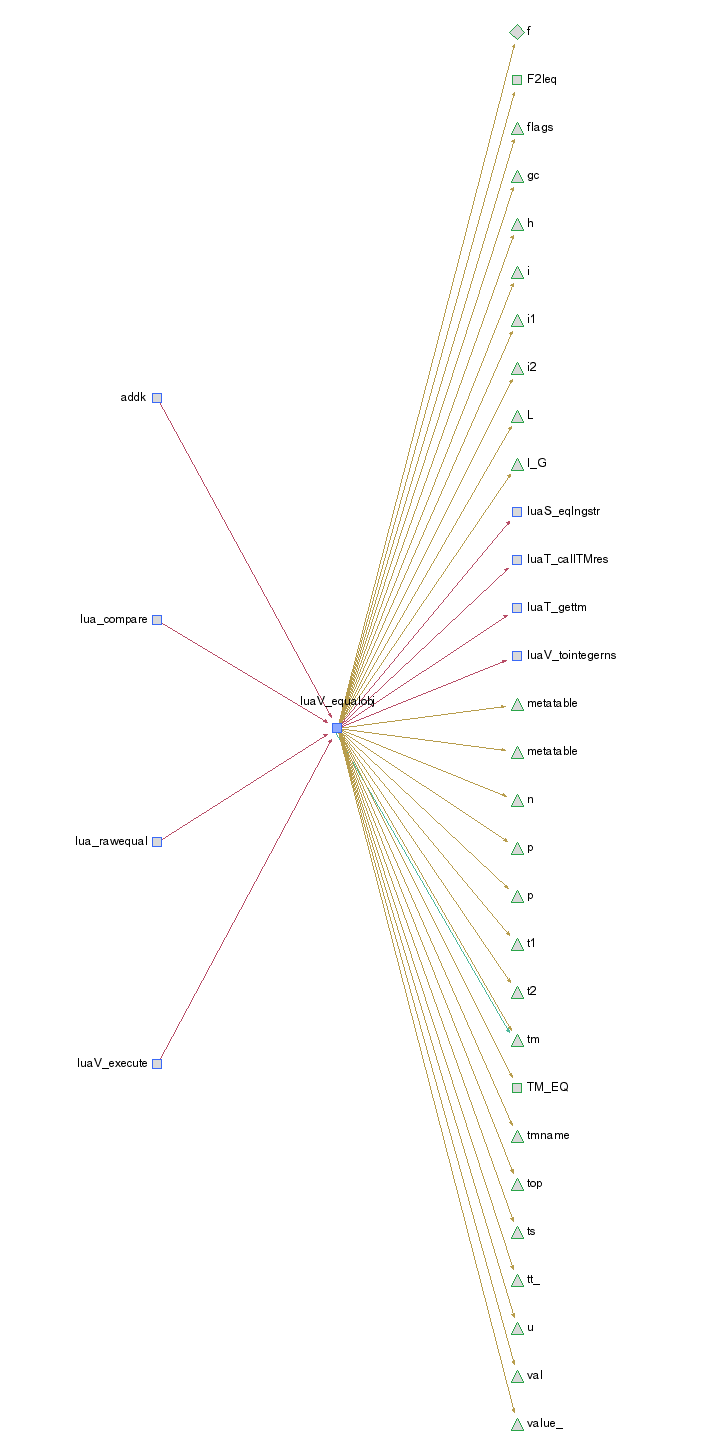 f
F2Ieq
flags
gc
h
i
i1
i2
L
l_G
luaS_eqlngstr
luaT_callTMres
luaT_gettm
luaV_tointegerns
metatable
metatable
n
p
p
t1
t2
tm
TM_EQ
tmname
top
ts
tt_
u
val
value_
addk
lua_compare
luaV_equalobj
lua_rawequal
luaV_execute